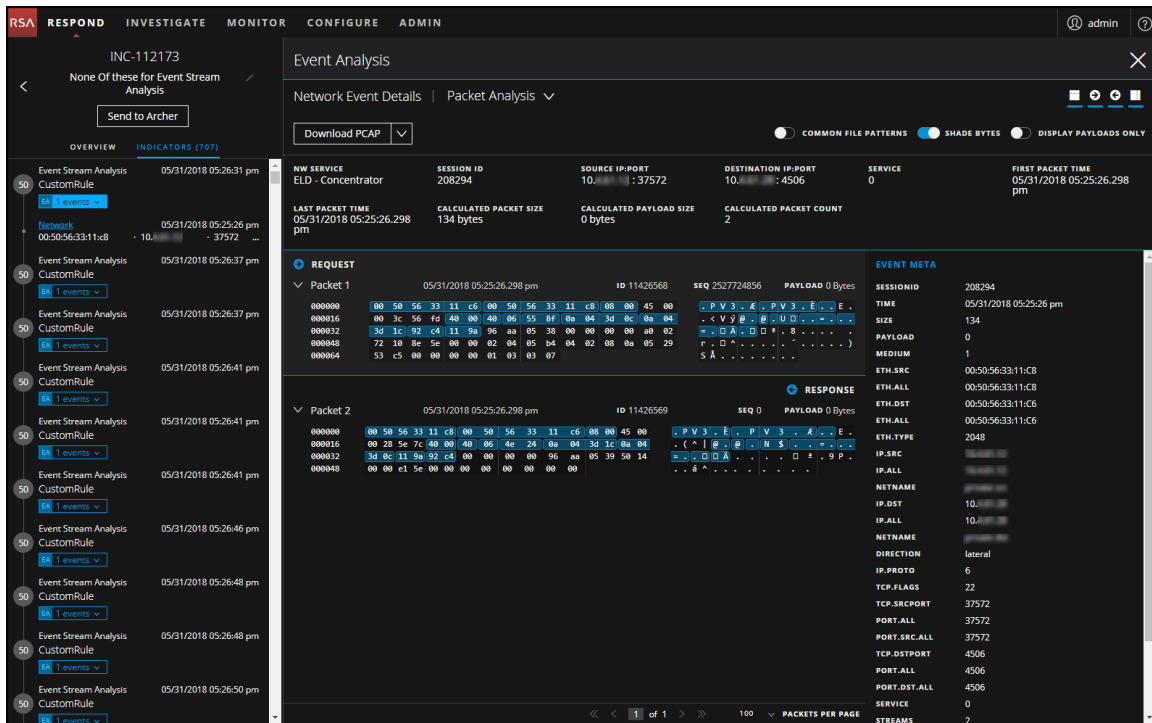 RSA RESPOND INVESTIGATE MONITOR CONFIGURE ADMIN admin ?
INC-112173
None Of these for Event Stream
Analysis
Send to Archer
OVERVIEW INDICATORS (707)
Event Stream Analysis 05/31/2018 05:26:31 pm
50 CustomRule
EA 1 events
Network 05/31/2018 05:25:26 pm
00:50:56:33:11:c8 · 10. · 37572 ...
Event Stream Analysis 05/31/2018 05:26:37 pm
50 CustomRule
EA 1 events
Event Stream Analysis 05/31/2018 05:26:37 pm
50 CustomRule
EA 1 events
Event Stream Analysis 05/31/2018 05:26:41 pm
50 CustomRule
EA 1 events
Event Stream Analysis 05/31/2018 05:26:41 pm
50 CustomRule
EA 1 events
Event Stream Analysis 05/31/2018 05:26:41 pm
50 CustomRule
EA 1 events
Event Stream Analysis 05/31/2018 05:26:46 pm
50 CustomRule
EA 1 events
Event Stream Analysis 05/31/2018 05:26:48 pm
50 CustomRule
EA 1 events
Event Stream Analysis 05/31/2018 05:26:48 pm
50 CustomRule
EA 1 events
Event Stream Analysis 05/31/2018 05:26:50 pm
50 CustomRule
EA 1 events
Event Analysis
Network Event Details | Packet Analysis
Download PCAP COMMON FILE PATTERNS SHADE BYTES DISPLAY PAYLOADS ONLY
NW SERVICE SESSION ID SOURCE IP:PORT DESTINATION IP:PORT SERVICE FIRST PACKET TIME
ELD - Concentrator 208294 10. : 37572 10. : 4506 0 05/31/2018 05:25:26.298
pm
LAST PACKET TIME CALCULATED PACKET SIZE CALCULATED PAYLOAD SIZE CALCULATED PACKET COUNT
05/31/2018 05:25:26.298 134 bytes 0 bytes 2
pm
REQUEST
Packet 1 05/31/2018 05:25:26.298 pm ID 11426568 SEQ 2527724856 PAYLOAD 0 Bytes
000000 00 50 56 33 11 c6 00 50 56 33 11 c8 08 00 45 00 . P V 3 . Æ . P V 3 . È . . E .
000016 00 3c 56 fd 40 00 40 06 55 8f 0a 04 3d 0c 0a 04 . < V ý @ . @ . U □ . . = . . .
000032 3d 1c 92 c4 11 9a 96 aa 05 38 00 00 00 00 a0 02 = . □ Ä . □ □ ª . 8 . . . . .
000048 72 10 8e 5e 00 00 02 04 05 b4 04 02 08 0a 05 29 r . □ ^ . . . . . ´ . . . . . )
000064 53 c5 00 00 00 00 01 03 03 07 S Å . . . . . . . .
RESPONSE
Packet 2 05/31/2018 05:25:26.298 pm ID 11426569 SEQ 0 PAYLOAD 0 Bytes
000000 00 50 56 33 11 c8 00 50 56 33 11 c6 08 00 45 00 . P V 3 . È . P V 3 . Æ . . E .
000016 00 28 5e 7c 40 00 40 06 4e 24 0a 04 3d 1c 0a 04 . ( ^ | @ . @ . N $ . . = . . .
000032 3d 0c 11 9a 92 c4 00 00 00 00 96 aa 05 39 50 14 = . . □ □ Ä . . . . □ ª . 9 P .
000048 00 00 e1 5e 00 00 00 00 00 00 00 00 . . á ^ . . . . . . . .
1 of 1 100 PACKETS PER PAGE
EVENT META
SESSIONID 208294
TIME 05/31/2018 05:25:26 pm
SIZE 134
PAYLOAD 0
MEDIUM 1
ETH.SRC 00:50:56:33:11:C8
ETH.ALL 00:50:56:33:11:C8
ETH.DST 00:50:56:33:11:C6
ETH.ALL 00:50:56:33:11:C6
ETH.TYPE 2048
IP.SRC
IP.ALL
NETNAME
IP.DST 10.
IP.ALL 10.
NETNAME
DIRECTION lateral
IP.PROTO 6
TCP.FLAGS 22
TCP.SRCPORT 37572
PORT.ALL 37572
PORT.SRC.ALL 37572
TCP.DSTPORT 4506
PORT.ALL 4506
PORT.DST.ALL 4506
SERVICE 0
STREAMS 2